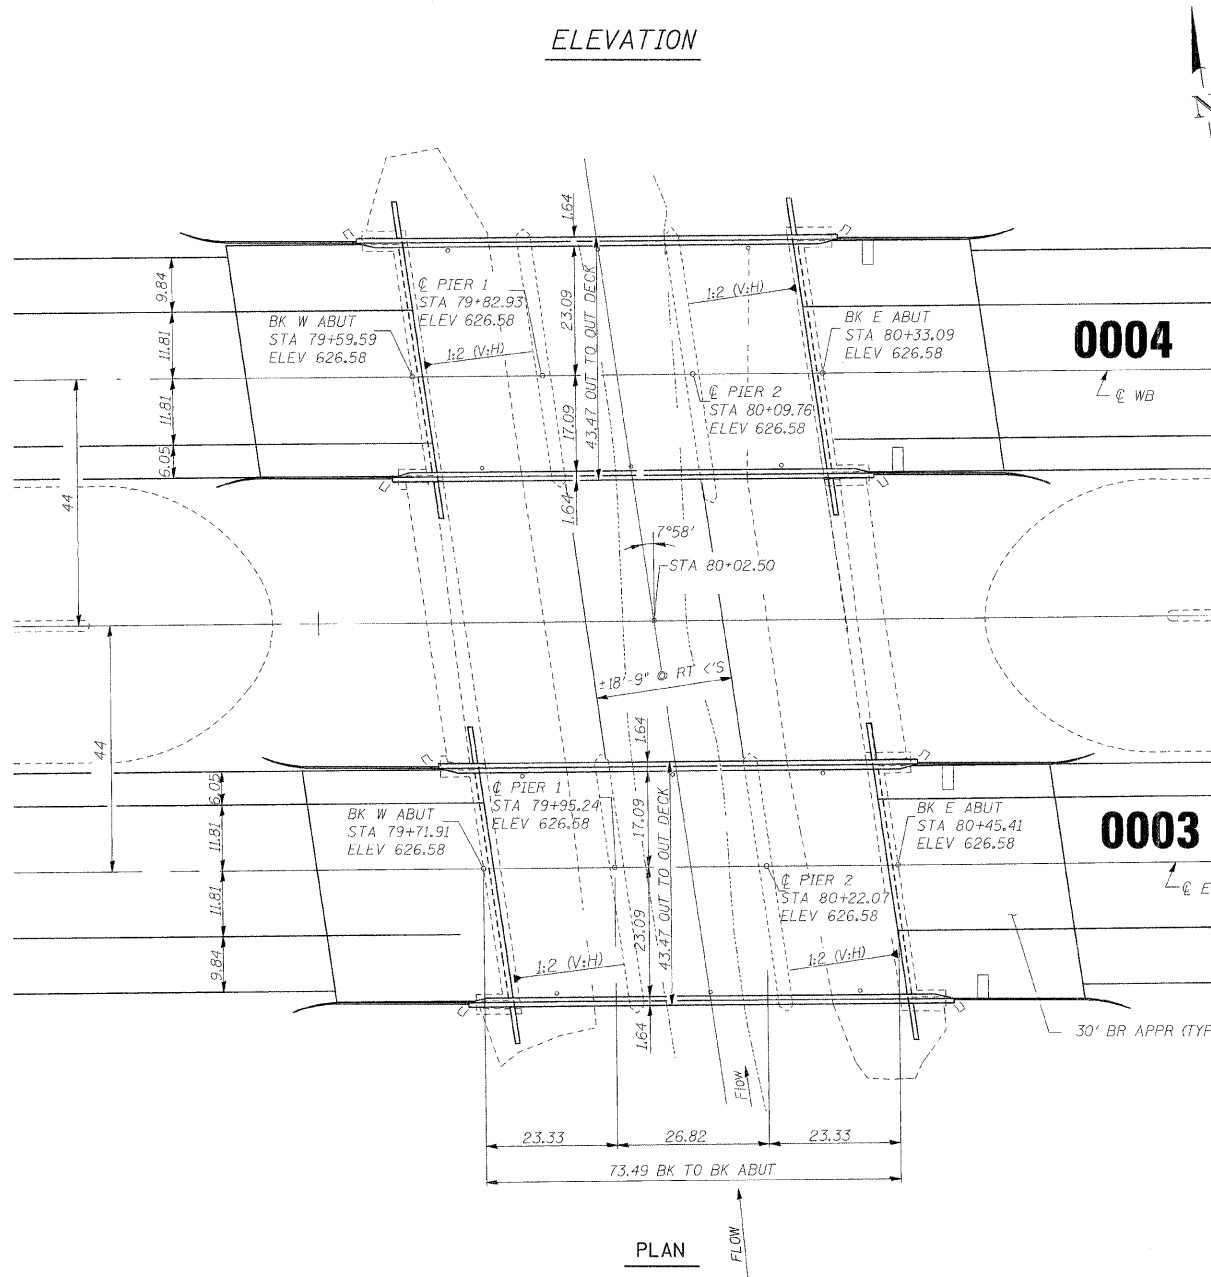 ELEVATION
N
1.64
9.84
11.81
11.81
6.05
44
BK W ABUT
STA 79+59.59
ELEV 626.58
℄ PIER 1
STA 79+82.93
ELEV 626.58
1:2 (V:H)
23.09
17.09
43.47 OUT TO OUT DECK
1.64
1:2 (V:H)
BK E ABUT
STA 80+33.09
ELEV 626.58
℄ PIER 2
STA 80+09.76
ELEV 626.58
0004
℄ WB
7°58'
STA 80+02.50
±18'-9" RT <'S
44
1.64
6.05
11.81
11.81
9.84
BK W ABUT
STA 79+71.91
ELEV 626.58
℄ PIER 1
STA 79+95.24
ELEV 626.58
17.09
23.09
43.47 OUT TO OUT DECK
1.64
1:2 (V:H)
℄ PIER 2
STA 80+22.07
ELEV 626.58
1:2 (V:H)
BK E ABUT
STA 80+45.41
ELEV 626.58
0003
℄ E
30' BR APPR (TYP
Flow
23.33
26.82
23.33
73.49 BK TO BK ABUT
FLOW
PLAN